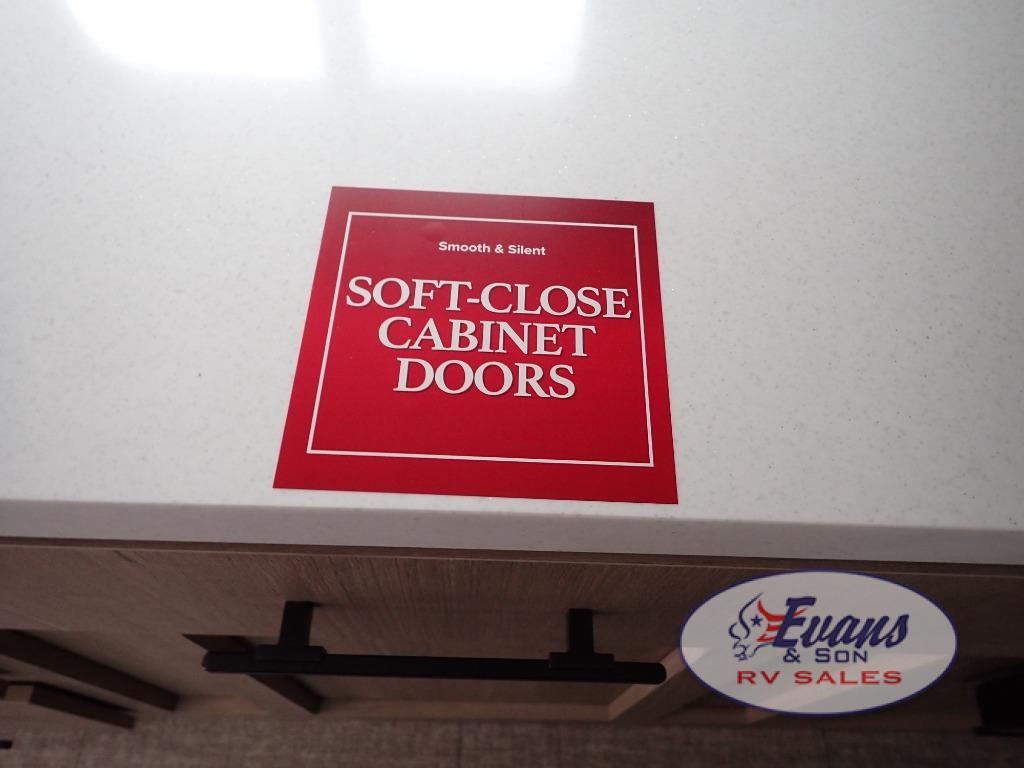 Smooth & Silent
SOFT-CLOSE
CABINET
DOORS
Evans
& SON
RV SALES